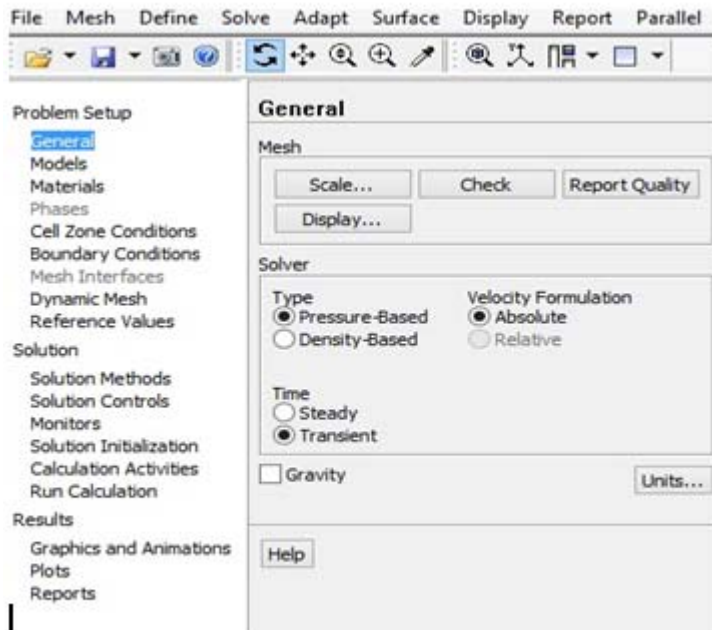 File Mesh Define Solve Adapt Surface Display Report Parallel
Problem Setup
General
Models
Materials
Phases
Cell Zone Conditions
Boundary Conditions
Mesh Interfaces
Dynamic Mesh
Reference Values
Solution
Solution Methods
Solution Controls
Monitors
Solution Initialization
Calculation Activities
Run Calculation
Results
Graphics and Animations
Plots
Reports
General
Mesh
Scale... Check Report Quality
Display...
Solver
Type Velocity Formulation
Pressure-Based Absolute
Density-Based Relative
Time
Steady
Transient
Gravity Units...
Help